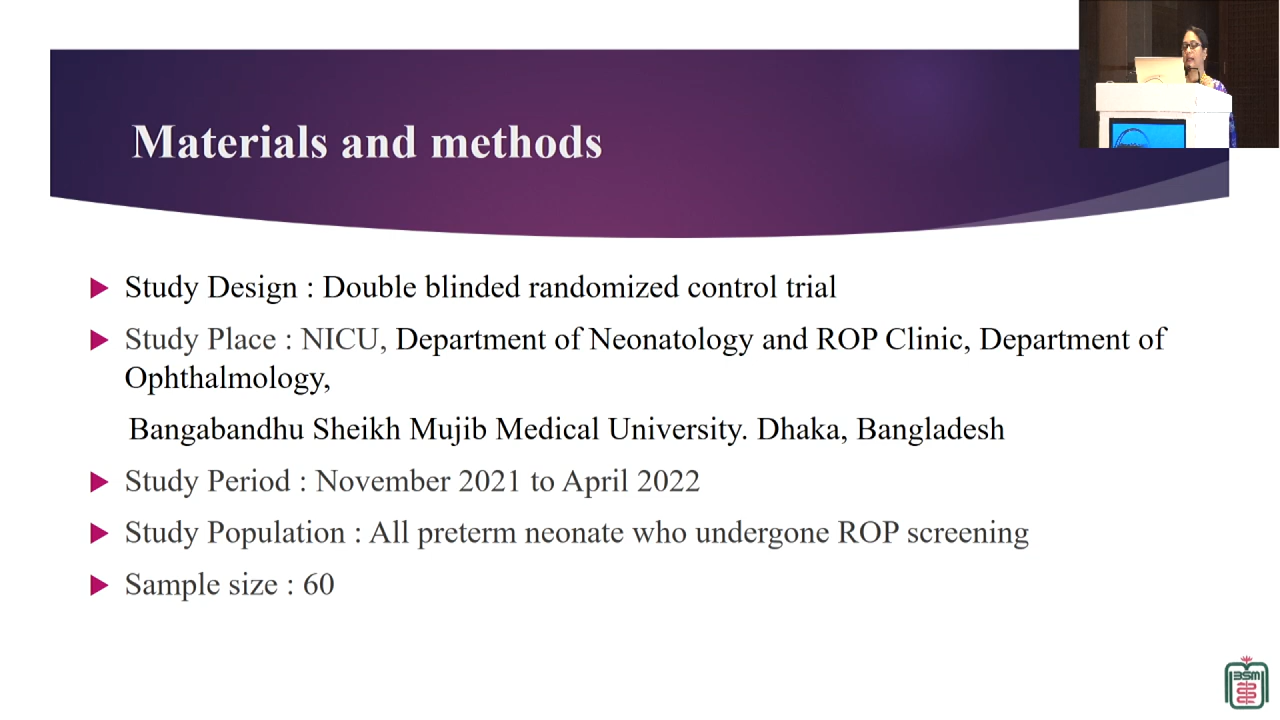 Materials and methods
Study Design : Double blinded randomized control trial
Study Place : NICU, Department of Neonatology and ROP Clinic, Department of
Ophthalmology,
Bangabandhu Sheikh Mujib Medical University. Dhaka, Bangladesh
Study Period : November 2021 to April 2022
Study Population : All preterm neonate who undergone ROP screening
Sample size : 60
BSM